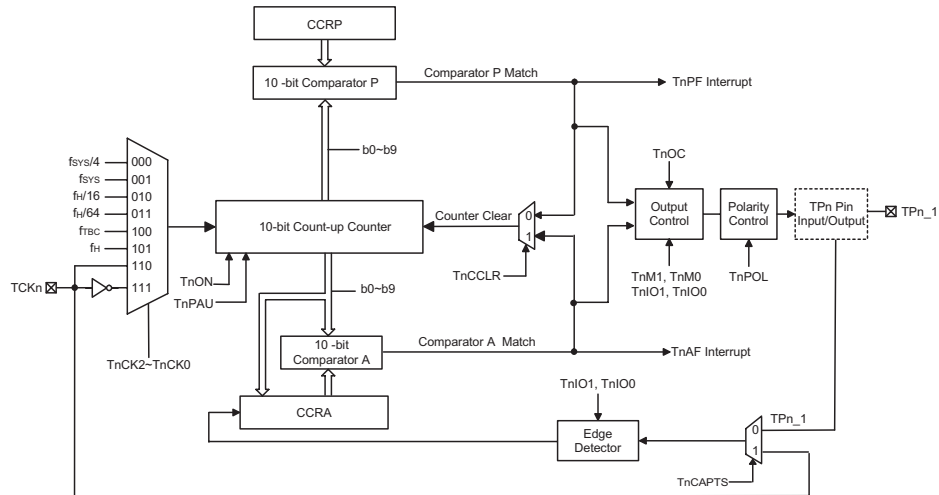 CCRP
10 -bit Comparator P
Comparator P Match
TnPF Interrupt
b0~b9
TnOC
fSYS/4
000
fSYS
001
fH/16
010
fH/64
011
fTBC
100
fH
101
110
111
TCKn
TnCK2~TnCK0
10-bit Count-up Counter
Counter Clear
0
1
TnCCLR
Output
Control
Polarity
Control
TPn Pin
Input/Output
TPn_1
TnON
TnPAU
TnM1, TnM0
TnIO1, TnIO0
TnPOL
b0~b9
10 -bit
Comparator A
Comparator A Match
TnAF Interrupt
CCRA
TnIO1, TnIO0
Edge
Detector
TPn_1
0
1
TnCAPTS